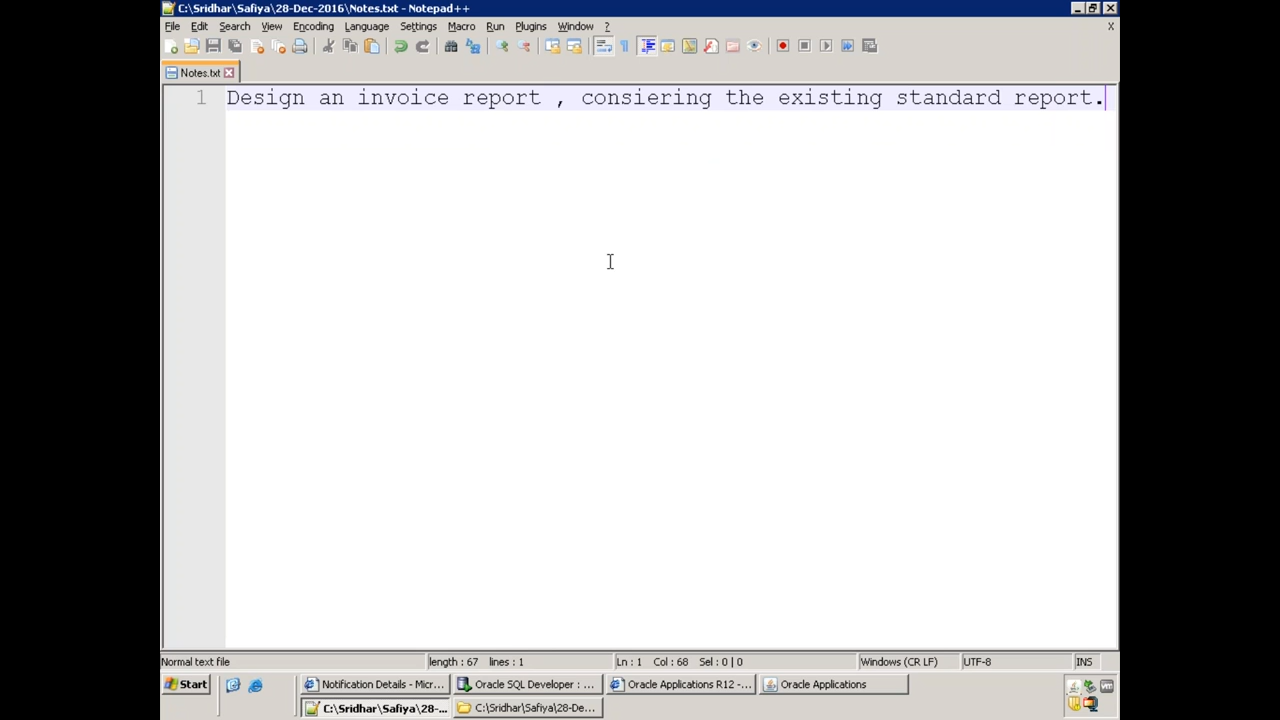 C:\Sridhar\Safiya\28-Dec-2016\Notes.txt - Notepad++
File Edit Search View Encoding Language Settings Macro Run Plugins Window ? X
Notes.txt
1 Design an invoice report , consiering the existing standard report.
Normal text file length : 67 lines : 1 Ln : 1 Col : 68 Sel : 0 | 0 Windows (CR LF) UTF-8 INS
Start Notification Details - Micr... Oracle SQL Developer : ... Oracle Applications R12 -... Oracle Applications
C:\Sridhar\Safiya\28-... C:\Sridhar\Safiya\28-De...